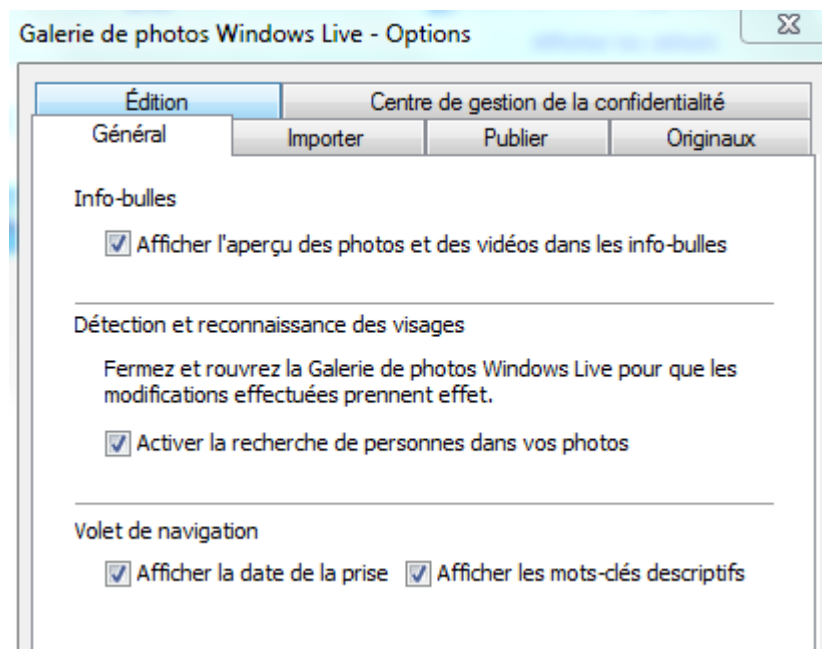 Galerie de photos Windows Live - Options
Édition Centre de gestion de la confidentialité
Général Importer Publier Originaux
Info-bulles
Afficher l'aperçu des photos et des vidéos dans les info-bulles
Détection et reconnaissance des visages
Fermez et rouvrez la Galerie de photos Windows Live pour que les
modifications effectuées prennent effet.
Activer la recherche de personnes dans vos photos
Volet de navigation
Afficher la date de la prise Afficher les mots-clés descriptifs